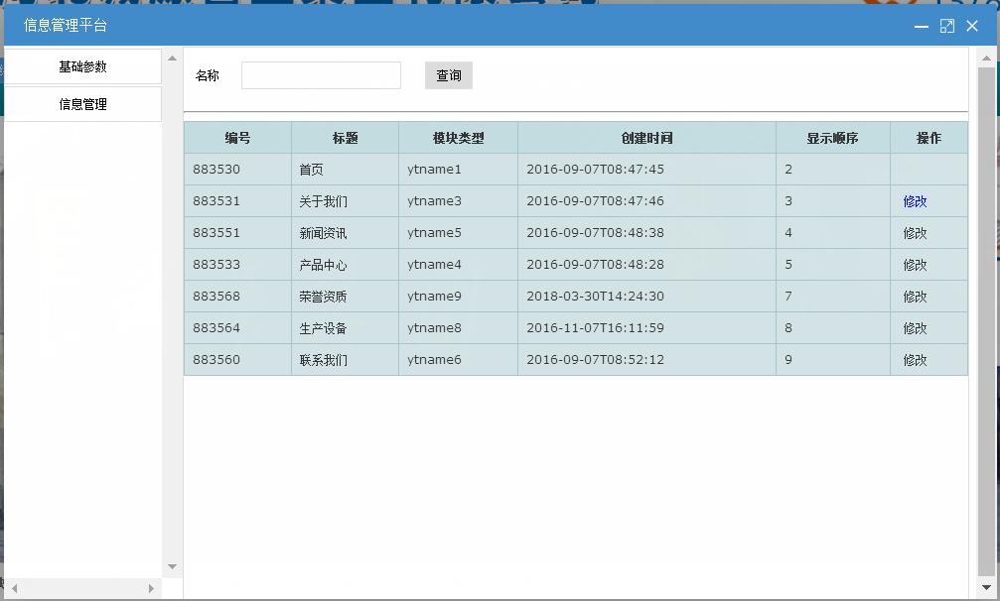 信息管理平台
基础参数
信息管理
名称 查询
编号 标题 模块类型 创建时间 显示顺序 操作
883530 首页 ytname1 2016-09-07T08:47:45 2
883531 关于我们 ytname3 2016-09-07T08:47:46 3 修改
883551 新闻资讯 ytname5 2016-09-07T08:48:38 4 修改
883533 产品中心 ytname4 2016-09-07T08:48:28 5 修改
883568 荣誉资质 ytname9 2018-03-30T14:24:30 7 修改
883564 生产设备 ytname8 2016-11-07T16:11:59 8 修改
883560 联系我们 ytname6 2016-09-07T08:52:12 9 修改